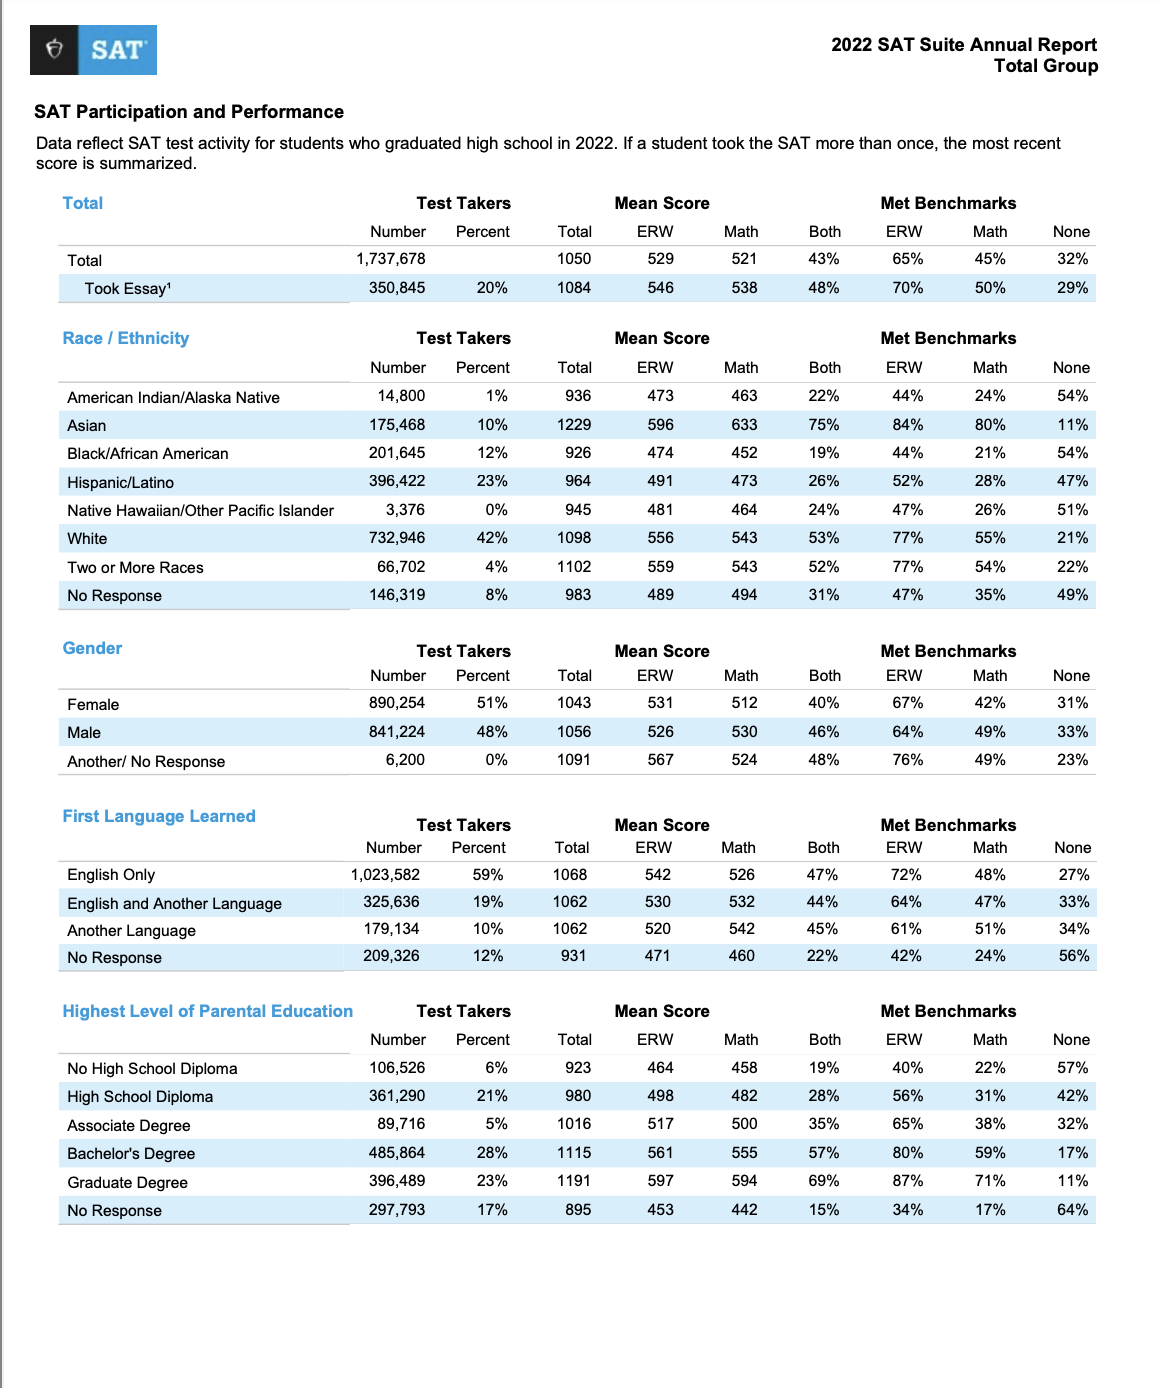 SAT
2022 SAT Suite Annual Report
Total Group
SAT Participation and Performance
Data reflect SAT test activity for students who graduated high school in 2022. If a student took the SAT more than once, the most recent
score is summarized.
Total Test Takers Mean Score Met Benchmarks
Number Percent Total ERW Math Both ERW Math None
Total 1,737,678 1050 529 521 43% 65% 45% 32%
Took Essay¹ 350,845 20% 1084 546 538 48% 70% 50% 29%
Race / Ethnicity Test Takers Mean Score Met Benchmarks
Number Percent Total ERW Math Both ERW Math None
American Indian/Alaska Native 14,800 1% 936 473 463 22% 44% 24% 54%
Asian 175,468 10% 1229 596 633 75% 84% 80% 11%
Black/African American 201,645 12% 926 474 452 19% 44% 21% 54%
Hispanic/Latino 396,422 23% 964 491 473 26% 52% 28% 47%
Native Hawaiian/Other Pacific Islander 3,376 0% 945 481 464 24% 47% 26% 51%
White 732,946 42% 1098 556 543 53% 77% 55% 21%
Two or More Races 66,702 4% 1102 559 543 52% 77% 54% 22%
No Response 146,319 8% 983 489 494 31% 47% 35% 49%
Gender Test Takers Mean Score Met Benchmarks
Number Percent Total ERW Math Both ERW Math None
Female 890,254 51% 1043 531 512 40% 67% 42% 31%
Male 841,224 48% 1056 526 530 46% 64% 49% 33%
Another/ No Response 6,200 0% 1091 567 524 48% 76% 49% 23%
First Language Learned Test Takers Mean Score Met Benchmarks
Number Percent Total ERW Math Both ERW Math None
English Only 1,023,582 59% 1068 542 526 47% 72% 48% 27%
English and Another Language 325,636 19% 1062 530 532 44% 64% 47% 33%
Another Language 179,134 10% 1062 520 542 45% 61% 51% 34%
No Response 209,326 12% 931 471 460 22% 42% 24% 56%
Highest Level of Parental Education Test Takers Mean Score Met Benchmarks
Number Percent Total ERW Math Both ERW Math None
No High School Diploma 106,526 6% 923 464 458 19% 40% 22% 57%
High School Diploma 361,290 21% 980 498 482 28% 56% 31% 42%
Associate Degree 89,716 5% 1016 517 500 35% 65% 38% 32%
Bachelor's Degree 485,864 28% 1115 561 555 57% 80% 59% 17%
Graduate Degree 396,489 23% 1191 597 594 69% 87% 71% 11%
No Response 297,793 17% 895 453 442 15% 34% 17% 64%